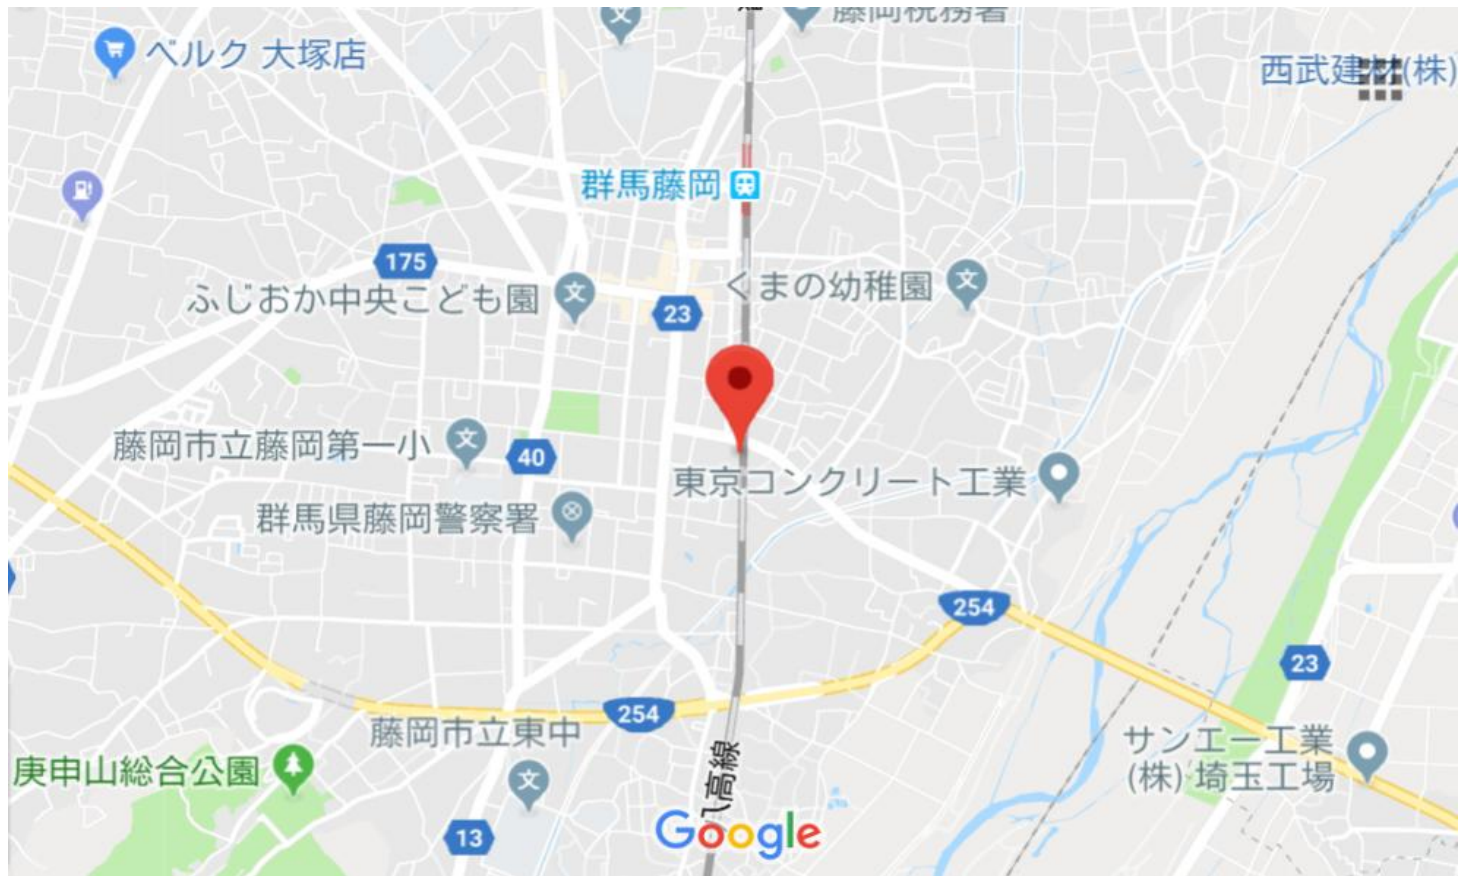 藤岡税務署
ベルク 大塚店
西武建材(株)
群馬藤岡
175
ふじおか中央こども園
くまの幼稚園
23
藤岡市立藤岡第一小
40
東京コンクリート工業
群馬県藤岡警察署
254
23
254
藤岡市立東中
サンエー工業
(株) 埼玉工場
庚申山総合公園
八高線
13
Google